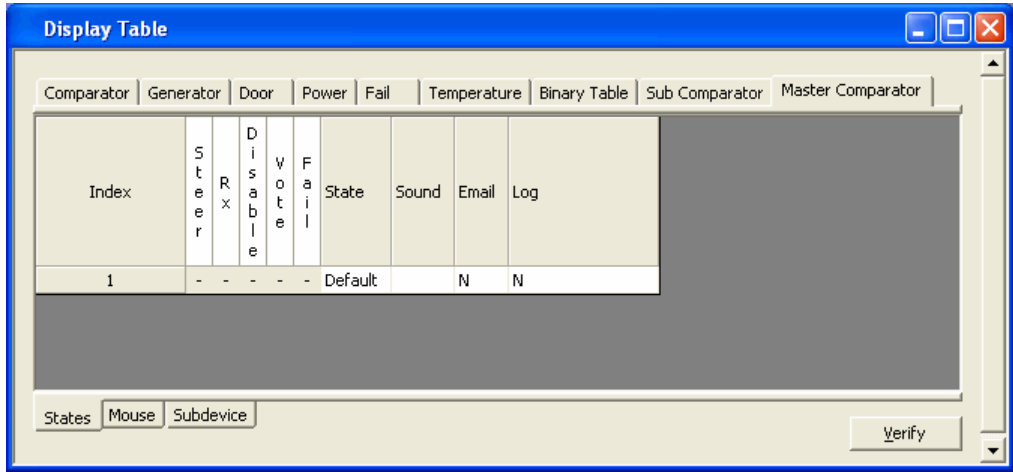 Display Table
Comparator Generator Door Power Fail Temperature Binary Table Sub Comparator Master Comparator
Index Steer Rx Disable Vote Fail State Sound Email Log
1 - - - - - Default N N
States Mouse Subdevice
Verify